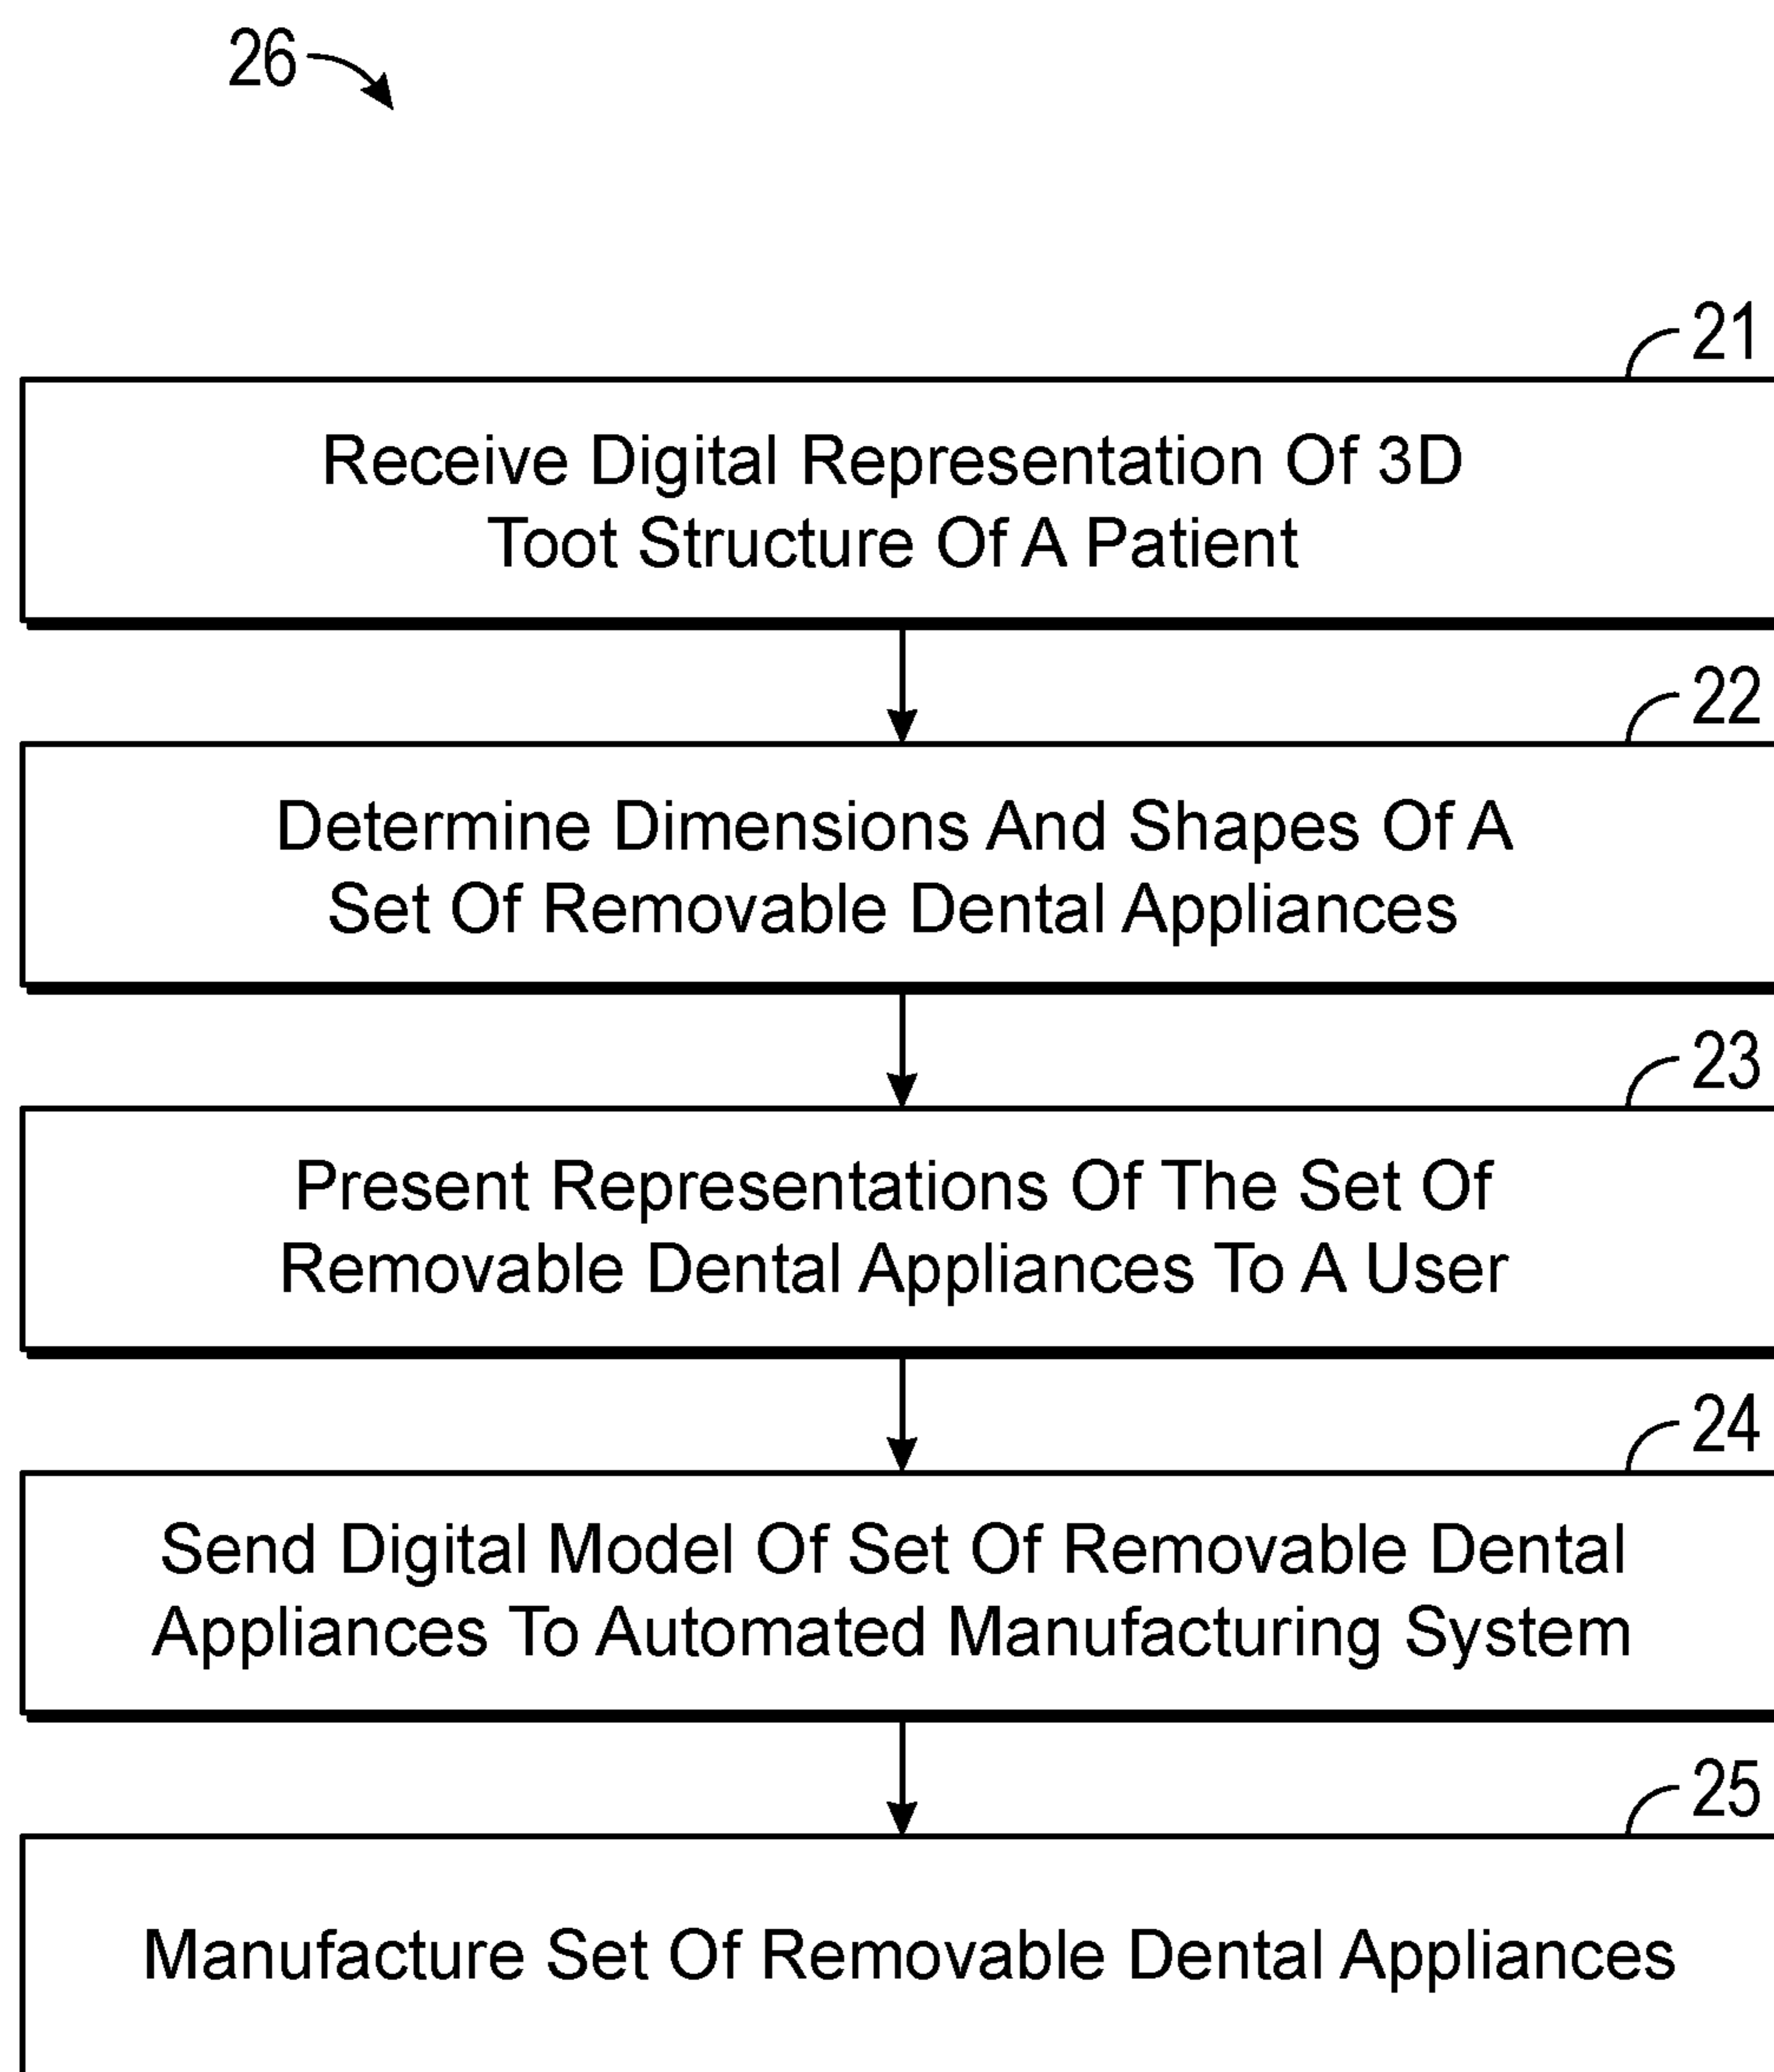 26
21
Receive Digital Representation Of 3D
Toot Structure Of A Patient
22
Determine Dimensions And Shapes Of A
Set Of Removable Dental Appliances
23
Present Representations Of The Set Of
Removable Dental Appliances To A User
24
Send Digital Model Of Set Of Removable Dental
Appliances To Automated Manufacturing System
25
Manufacture Set Of Removable Dental Appliances